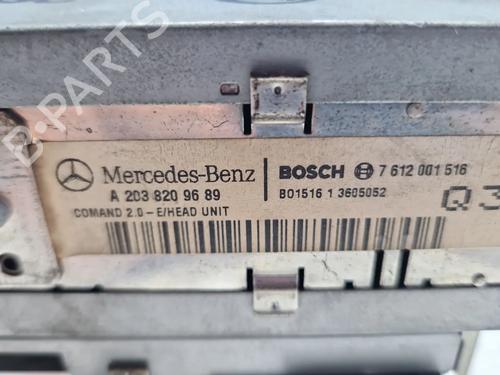 B-PARTS
Mercedes-Benz BOSCH 7 612 001 516
A 203 820 96 89 BO1516 1 3605052
COMAND 2.0-E/HEAD UNIT Q3